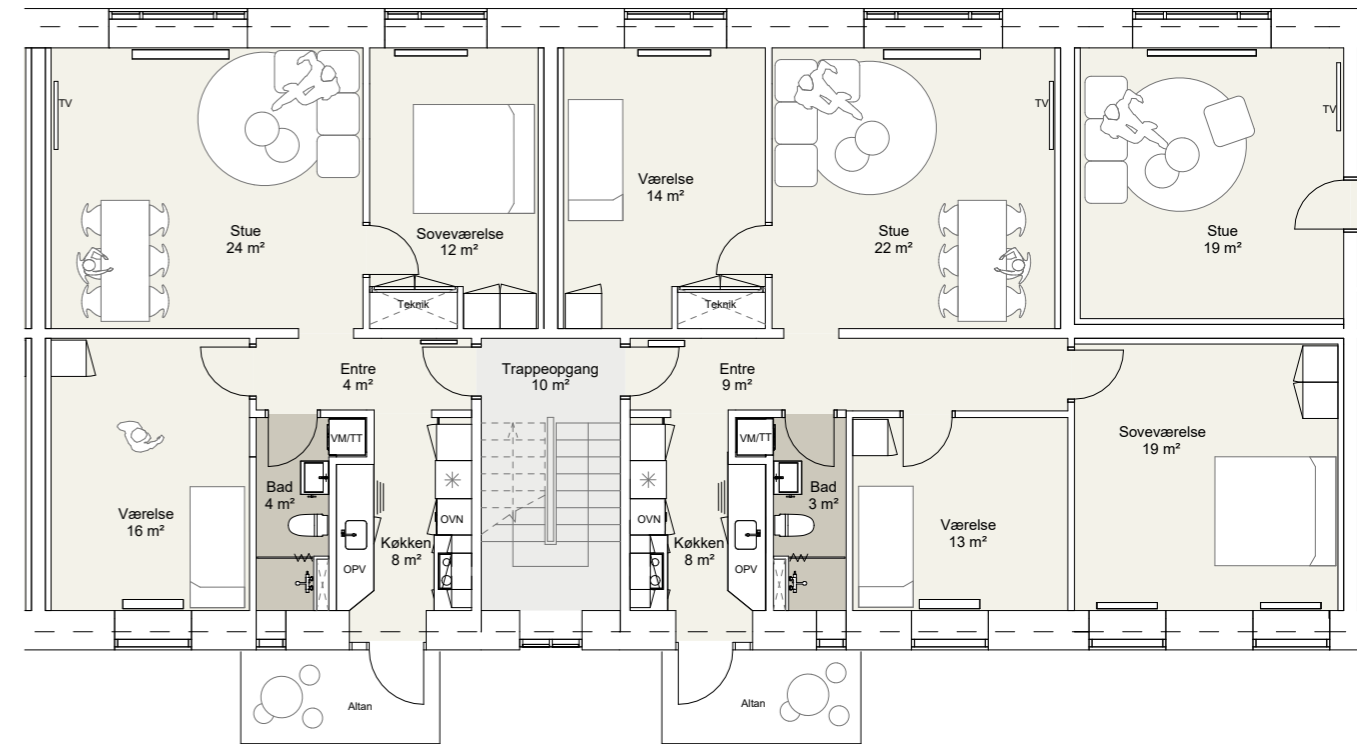 TV
Stue
24 m²
Soveværelse
12 m²
Teknik
Værelse
14 m²
Teknik
TV
Stue
22 m²
TV
Stue
19 m²
Entre
4 m²
Trappeopgang
10 m²
Entre
9 m²
Værelse
16 m²
Bad
4 m²
VM/TT
OPV
OVN
Køkken
8 m²
OVN
Køkken
8 m²
VM/TT
OPV
Bad
3 m²
Værelse
13 m²
Soveværelse
19 m²
Altan
Altan